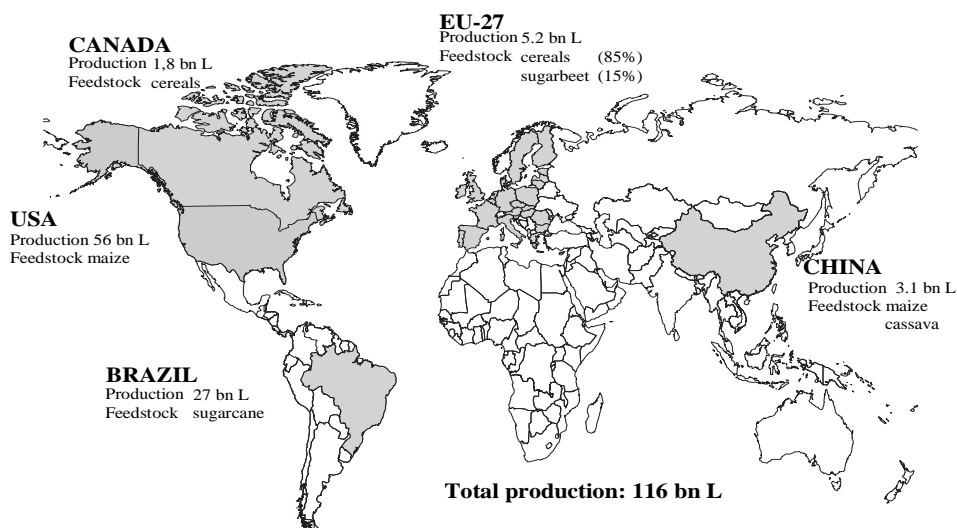 EU-27
Production 5.2 bn L
Feedstock cereals (85%)
sugarbeet (15%)
CANADA
Production 1,8 bn L
Feedstock cereals
USA
Production 56 bn L
Feedstock maize
CHINA
Production 3.1 bn L
Feedstock maize
cassava
BRAZIL
Production 27 bn L
Feedstock sugarcane
Total production: 116 bn L